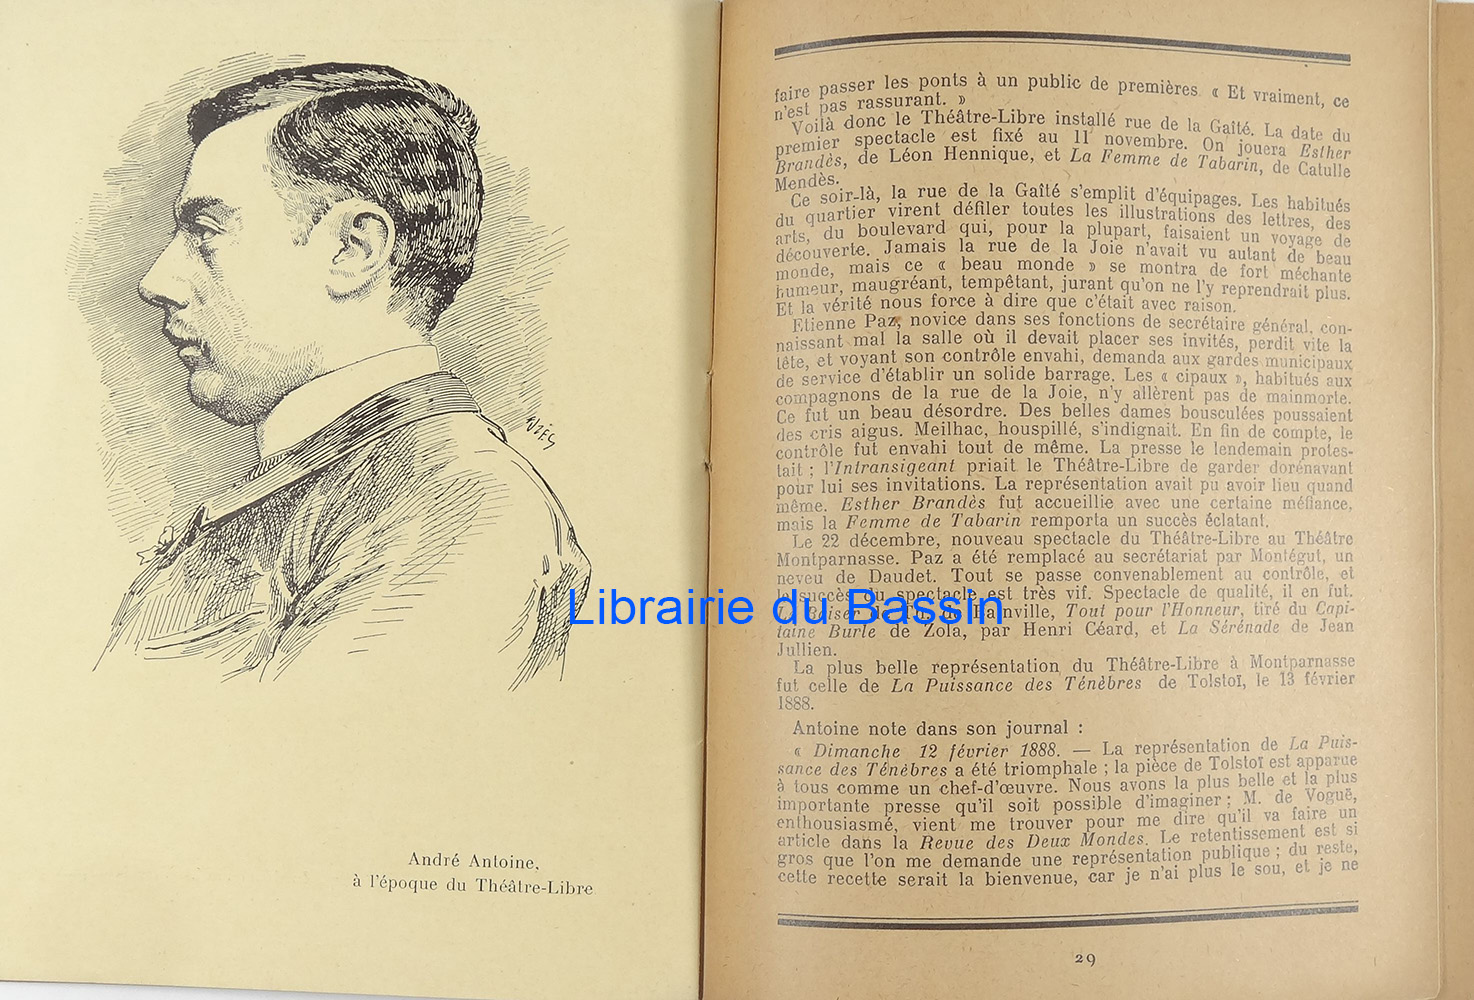 UZÈS
André Antoine,
à l'époque du Théâtre-Libre
faire passer les ponts à un public de premières « Et vraiment, ce
n'est pas rassurant. »
Voilà donc le Théâtre-Libre installé rue de la Gaîté. La date du
premier spectacle est fixé au 11 novembre. On jouera Esther
Brandès, de Léon Hennique, et La Femme de Tabarin, de Catulle
Mendès.
Ce soir-là, la rue de la Gaîté s'emplit d'équipages. Les habitués
du quartier virent défiler toutes les illustrations des lettres, des
arts, du boulevard qui, pour la plupart, faisaient un voyage de
découverte. Jamais la rue de la Joie n'avait vu autant de beau
monde, mais ce « beau monde » se montra de fort méchante
humeur, maugréant, tempêtant, jurant qu'on ne l'y reprendrait plus.
Et la vérité nous force à dire que c'était avec raison.
Etienne Paz, novice dans ses fonctions de secrétaire général, con-
naissant mal la salle où il devait placer ses invités, perdit vite la
tête, et voyant son contrôle envahi, demanda aux gardes municipaux
de service d'établir un solide barrage. Les « cipaux », habitués aux
compagnons de la rue de la Joie, n'y allèrent pas de mainmorte.
Ce fut un beau désordre. Des belles dames bousculées poussaient
des cris aigus. Meilhac, houspillé, s'indignait. En fin de compte, le
contrôle fut envahi tout de même. La presse le lendemain protes-
tait ; l'Intransigeant priait le Théâtre-Libre de garder dorénavant
pour lui ses invitations. La représentation avait pu avoir lieu quand
même. Esther Brandès fut accueillie avec une certaine méfiance,
mais la Femme de Tabarin remporta un succès éclatant.
Le 22 décembre, nouveau spectacle du Théâtre-Libre au Théâtre
Montparnasse. Paz a été remplacé au secrétariat par Montégut, un
neveu de Daudet. Tout se passe convenablement au contrôle, et
le succès du spectacle est très vif. Spectacle de qualité, il en fut.
Le Baiser de Banville, Tout pour l'Honneur, tiré du Capi-
taine Burle de Zola, par Henri Céard, et La Sérénade de Jean
Jullien.
La plus belle représentation du Théâtre-Libre à Montparnasse
fut celle de La Puissance des Ténèbres de Tolstoï, le 13 février
1888.
Antoine note dans son journal :
« Dimanche 12 février 1888. — La représentation de La Puis-
sance des Ténèbres a été triomphale ; la pièce de Tolstoï est apparue
à tous comme un chef-d'œuvre. Nous avons la plus belle et la plus
importante presse qu'il soit possible d'imaginer ; M. de Voguë,
enthousiasmé, vient me trouver pour me dire qu'il va faire un
article dans la Revue des Deux Mondes. Le retentissement est si
gros que l'on me demande une représentation publique ; du reste,
cette recette serait la bienvenue, car je n'ai plus le sou, et je ne
29
Librairie du Bassin